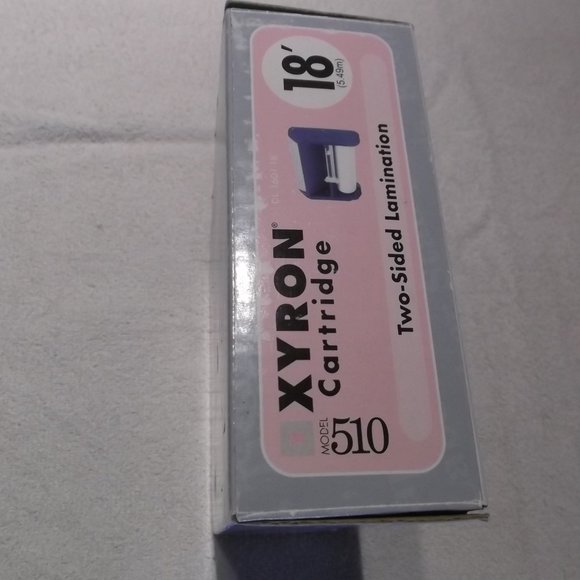 XYRON®
Cartridge
MODEL 510
18'
(5.49m)
Two-Sided Lamination